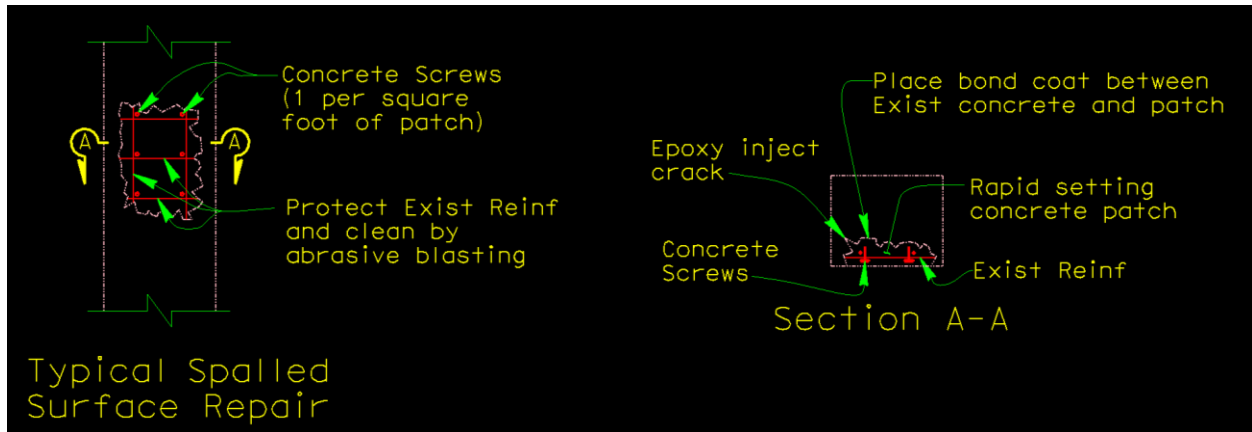 Concrete Screws
(1 per square
foot of patch)
A
A
Protect Exist Reinf
and clean by
abrasive blasting
Typical Spalled
Surface Repair
Place bond coat between
Exist concrete and patch
Epoxy inject
crack
Rapid setting
concrete patch
Concrete
Screws
Exist Reinf
Section A-A